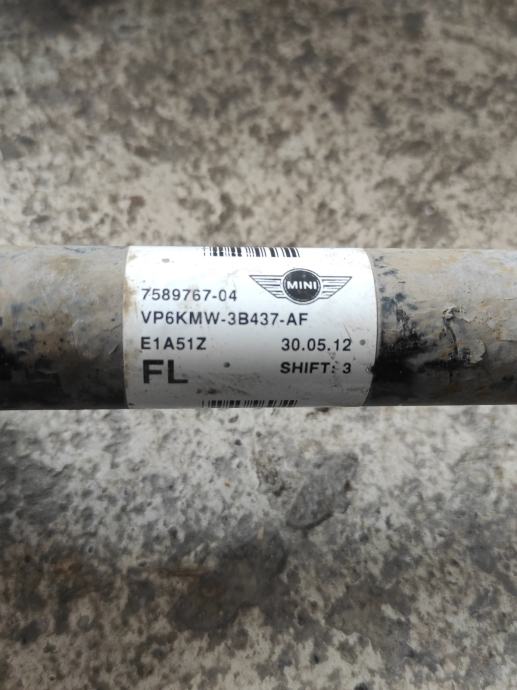 MINI
7589767-04
VP6KMW-3B437-AF
E1A51Z 30.05.12
FL SHIFT: 3